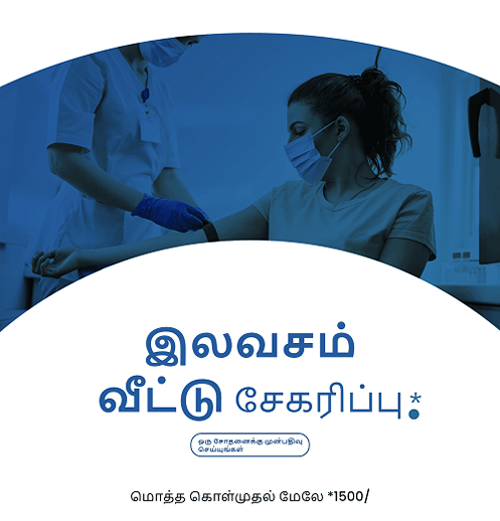 இலவசம்
வீட்டு சேகரிப்பு*
ஒரு சோதனைக்கு முன்பதிவு
செய்யுங்கள்
மொத்த கொள்முதல் மேலே *1500/